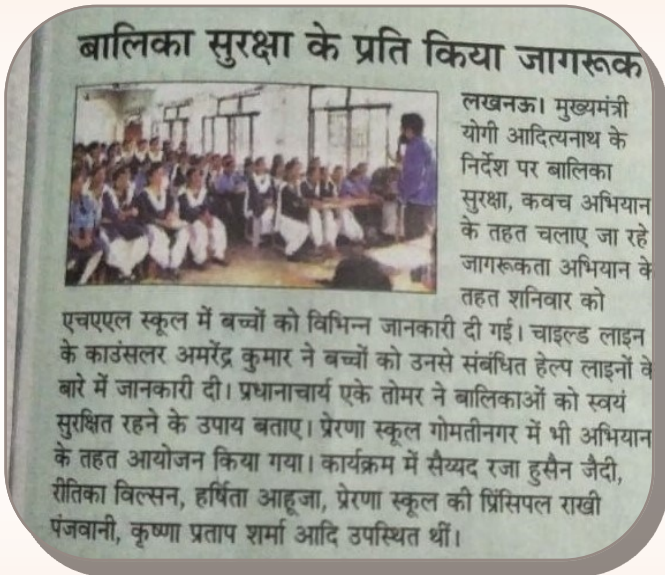 बालिका सुरक्षा के प्रति किया जागरूक
लखनऊ। मुख्यमंत्री
योगी आदित्यनाथ के
निर्देश पर बालिका
सुरक्षा, कवच अभियान
के तहत चलाए जा रहे
जागरूकता अभियान के
तहत शनिवार को
एचएएल स्कूल में बच्चों को विभिन्न जानकारी दी गई। चाइल्ड लाइन
के काउंसलर अमरेंद्र कुमार ने बच्चों को उनसे संबंधित हेल्प लाइनों के
बारे में जानकारी दी। प्रधानाचार्य एके तोमर ने बालिकाओं को स्वयं
सुरक्षित रहने के उपाय बताए। प्रेरणा स्कूल गोमतीनगर में भी अभियान
के तहत आयोजन किया गया। कार्यक्रम में सैय्यद रजा हुसैन जैदी,
रीतिका विल्सन, हर्षिता आहूजा, प्रेरणा स्कूल की प्रिंसिपल राखी
पंजवानी, कृष्णा प्रताप शर्मा आदि उपस्थित थीं।